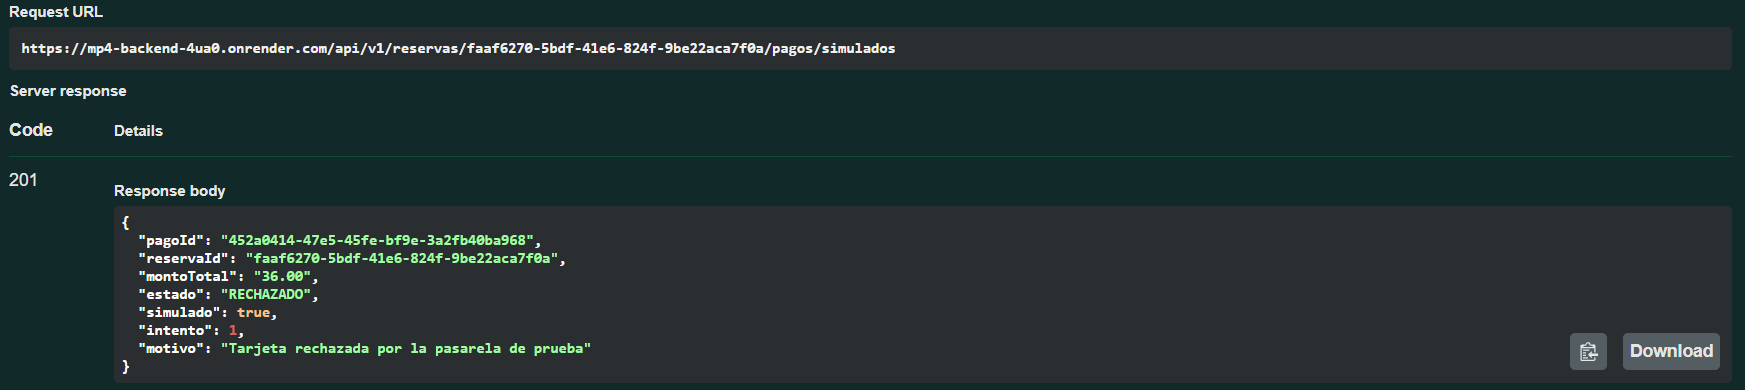 Request URL
https://mp4-backend-4ua0.onrender.com/api/v1/reservas/faaf6270-5bdf-41e6-824f-9be22aca7f0a/pagos/simulados
Server response
Code Details
201
Response body
{
"pagoId": "452a0414-47e5-45fe-bf9e-3a2fb40ba968",
"reservaId": "faaf6270-5bdf-41e6-824f-9be22aca7f0a",
"montoTotal": "36.00",
"estado": "RECHAZADO",
"simulado": true,
"intento": 1,
"motivo": "Tarjeta rechazada por la pasarela de prueba"
}
Download